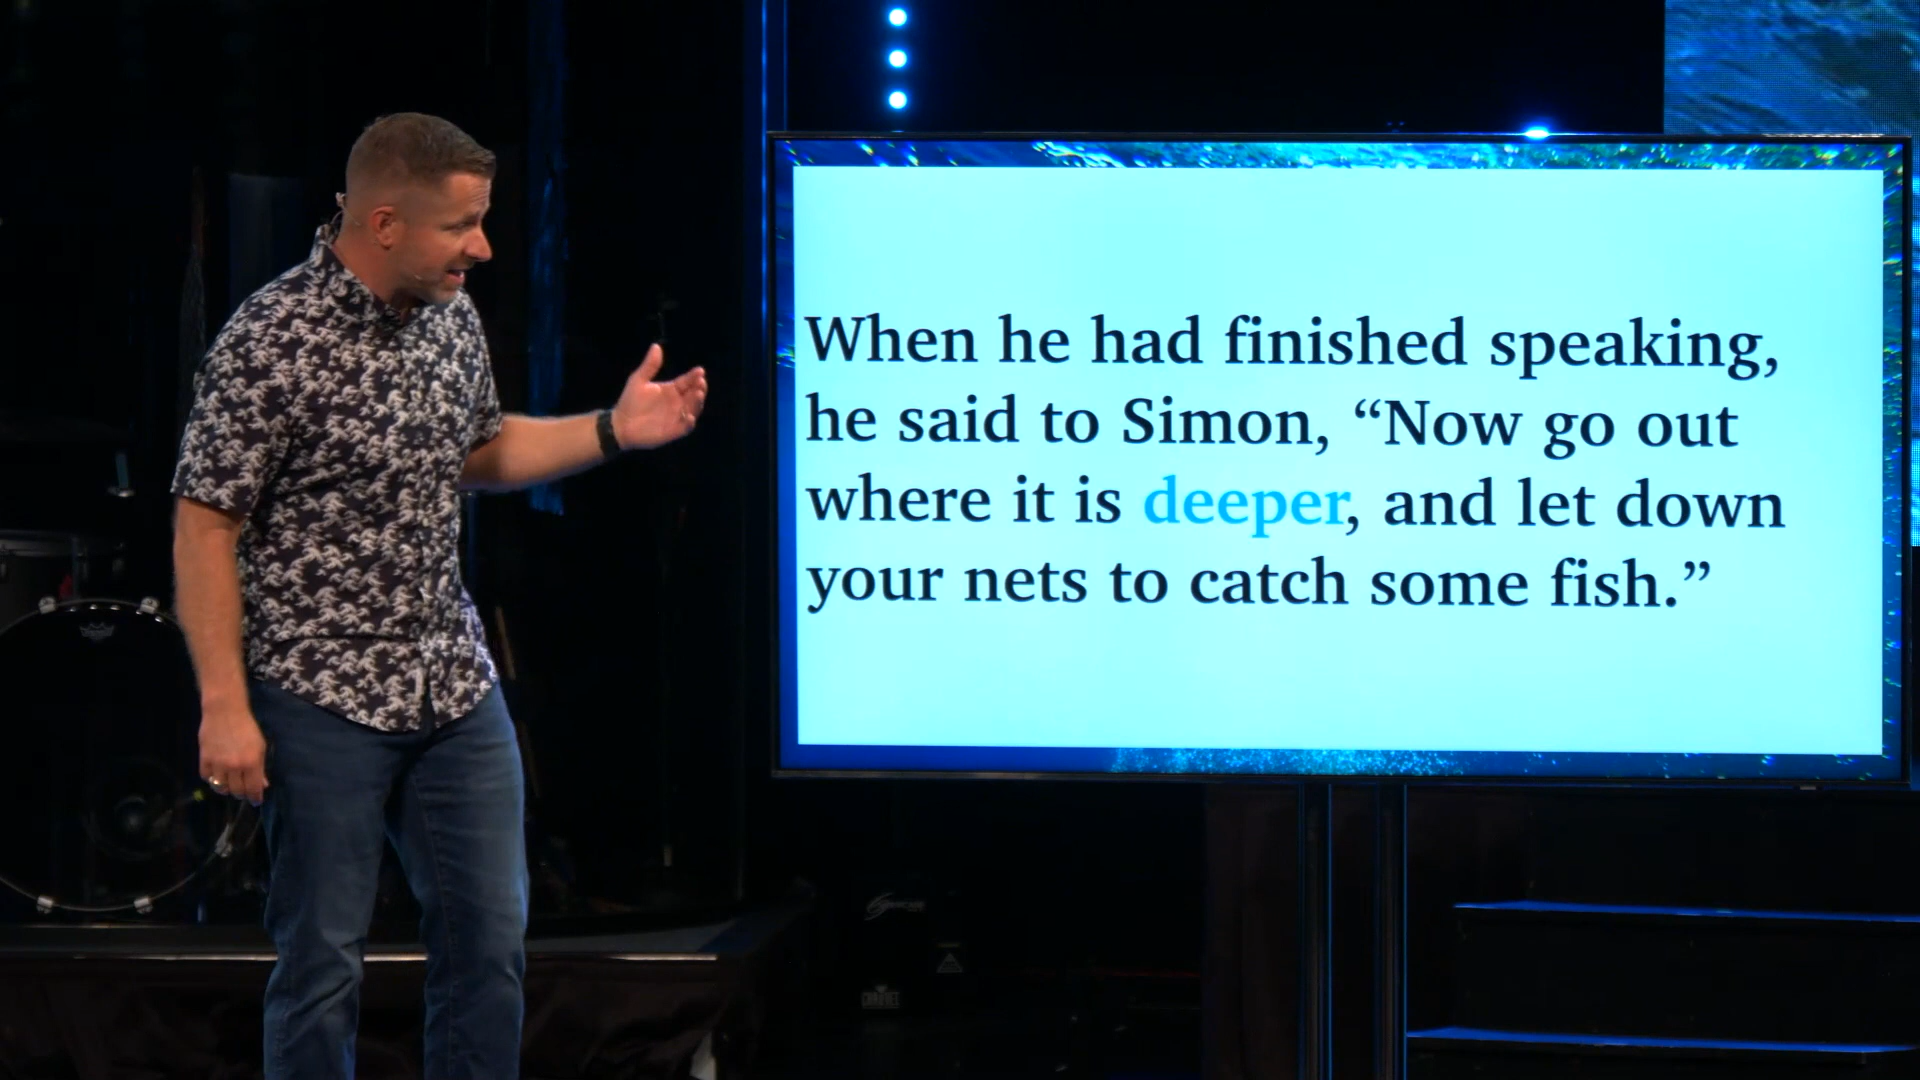 When he had finished speaking,
he said to Simon, “Now go out
where it is deeper, and let down
your nets to catch some fish.”